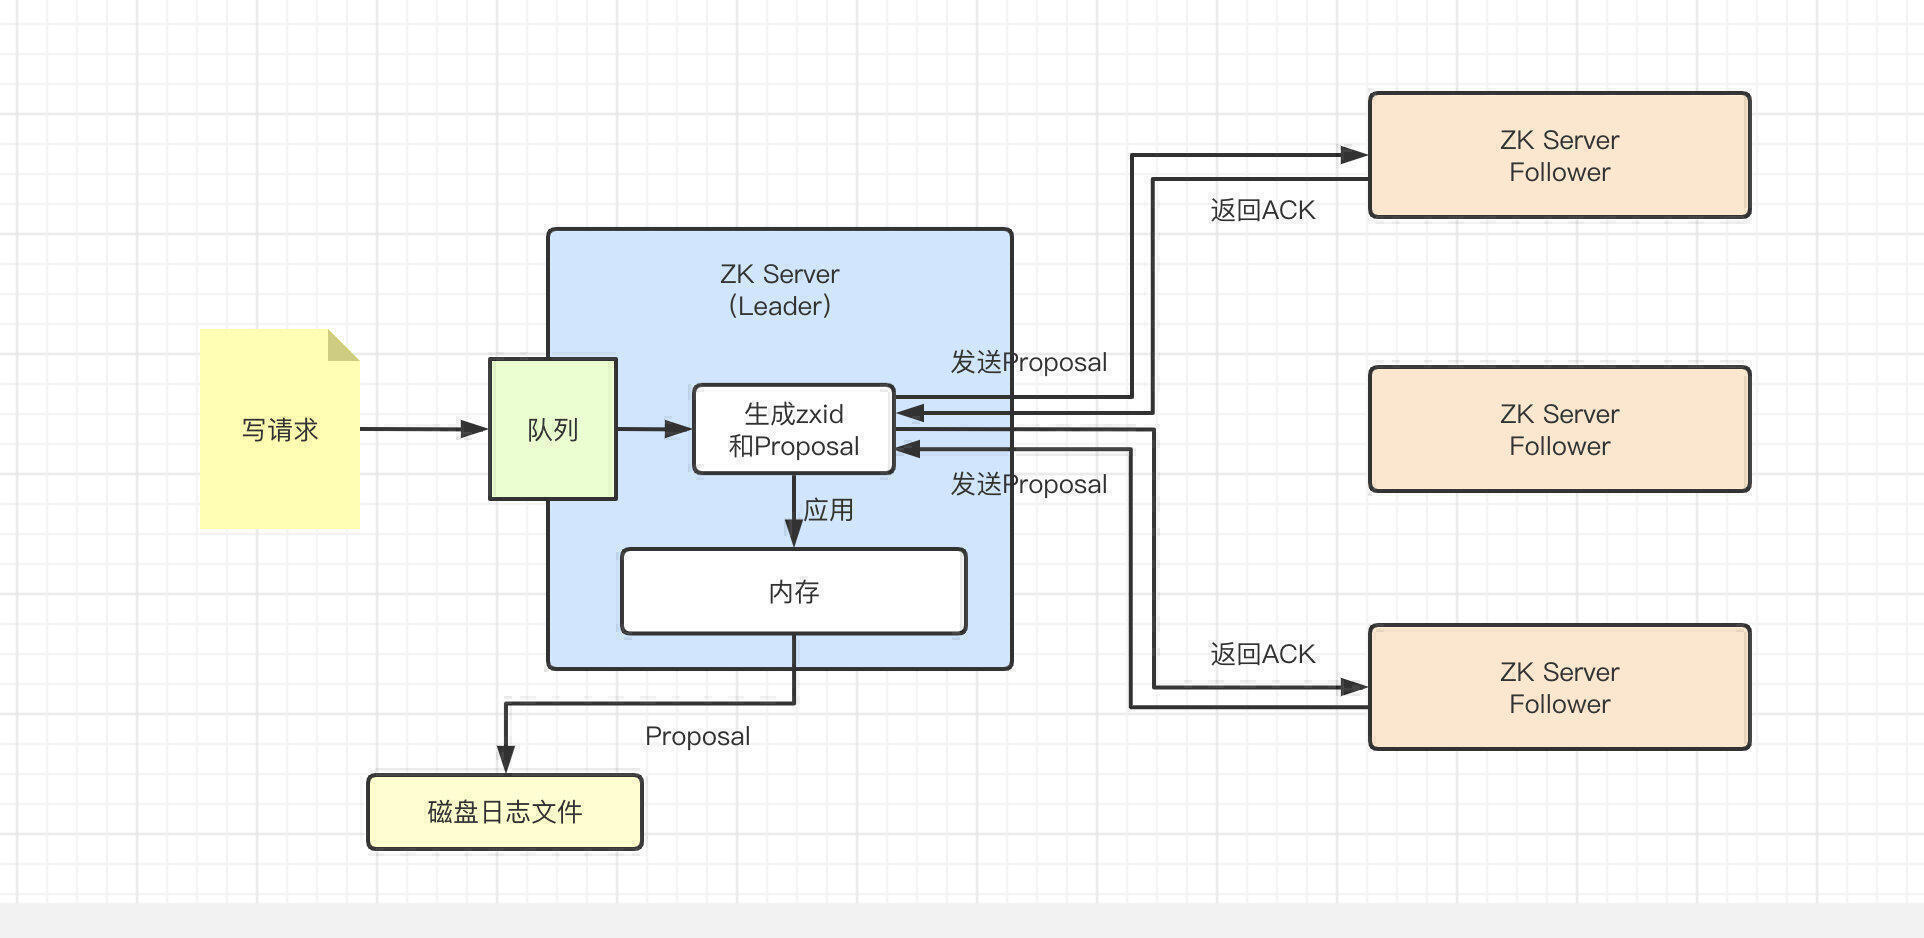 ZK Server
Follower
返回ACK
ZK Server
(Leader)
发送Proposal
写请求
队列
生成zxid
和Proposal
ZK Server
Follower
发送Proposal
应用
内存
返回ACK
ZK Server
Follower
Proposal
磁盘日志文件